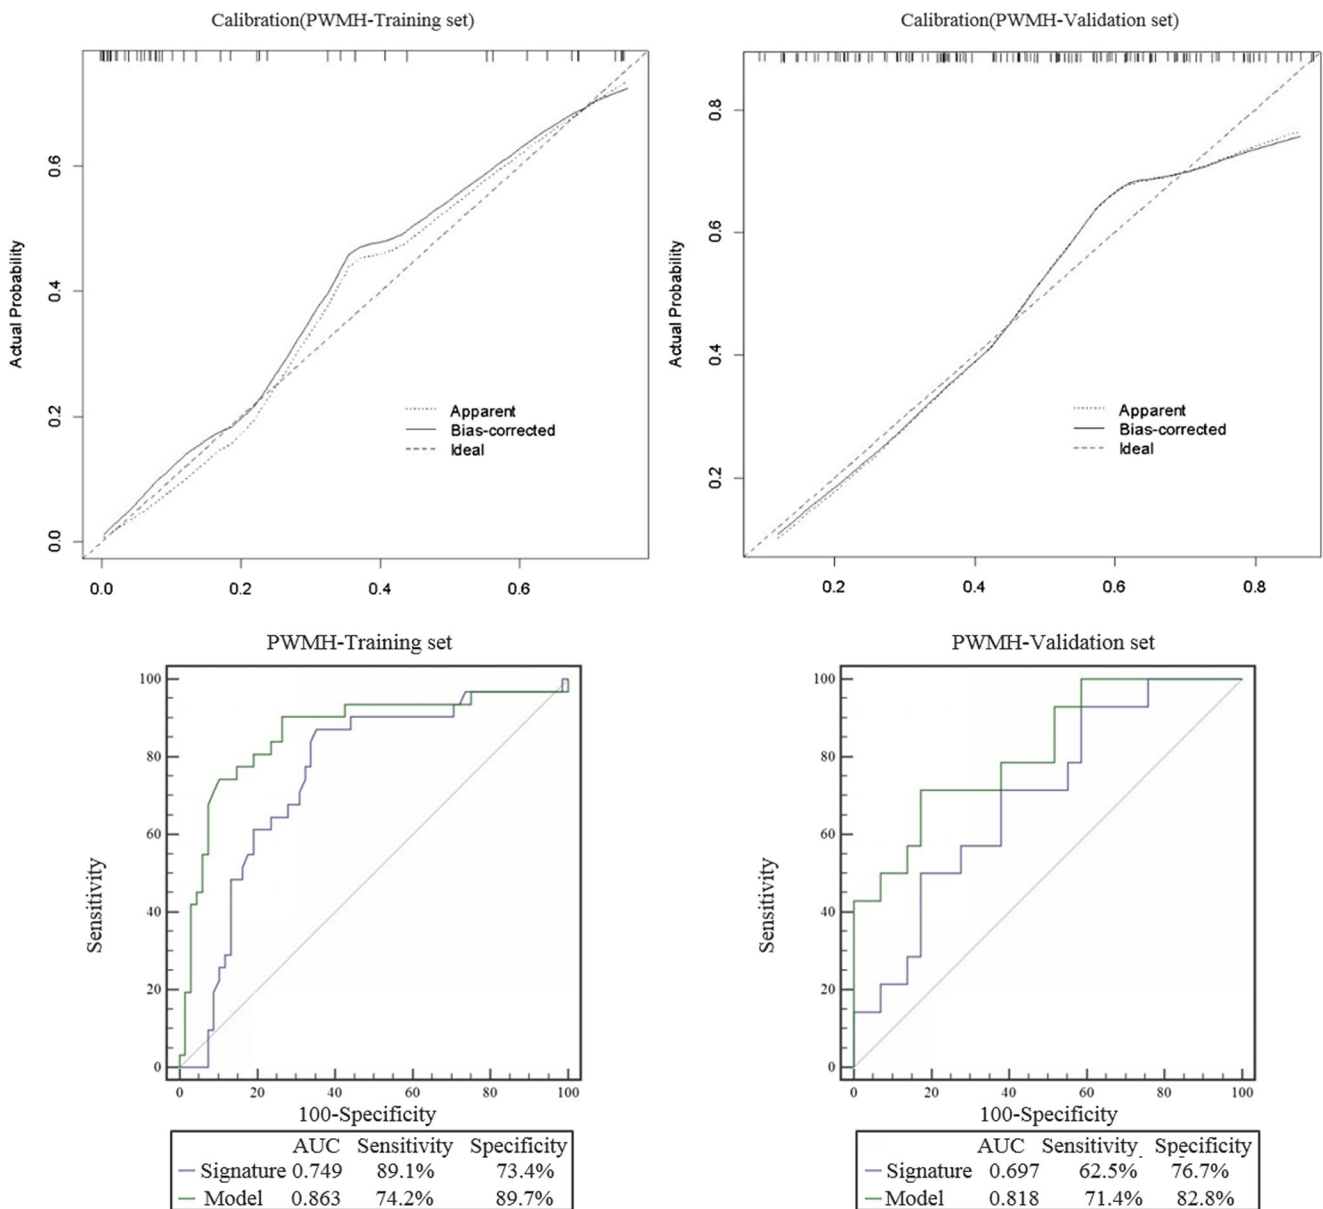 Calibration(PWMH-Training set)
Actual Probability
0.0 0.2 0.4 0.6
Apparent
Bias-corrected
Ideal
0.0 0.2 0.4 0.6
Calibration(PWMH-Validation set)
Actual Probability
0.2 0.4 0.6 0.8
Apparent
Bias-corrected
Ideal
0.2 0.4 0.6 0.8
PWMH-Training set
100
80
60
40
20
0
Sensitivity
0 20 40 60 80 100
100-Specificity
AUC Sensitivity Specificity
Signature 0.749 89.1% 73.4%
Model 0.863 74.2% 89.7%
PWMH-Validation set
100
80
60
40
20
0
Sensitivity
0 20 40 60 80 100
100-Specificity
AUC Sensitivity Specificity
Signature 0.697 62.5% 76.7%
Model 0.818 71.4% 82.8%